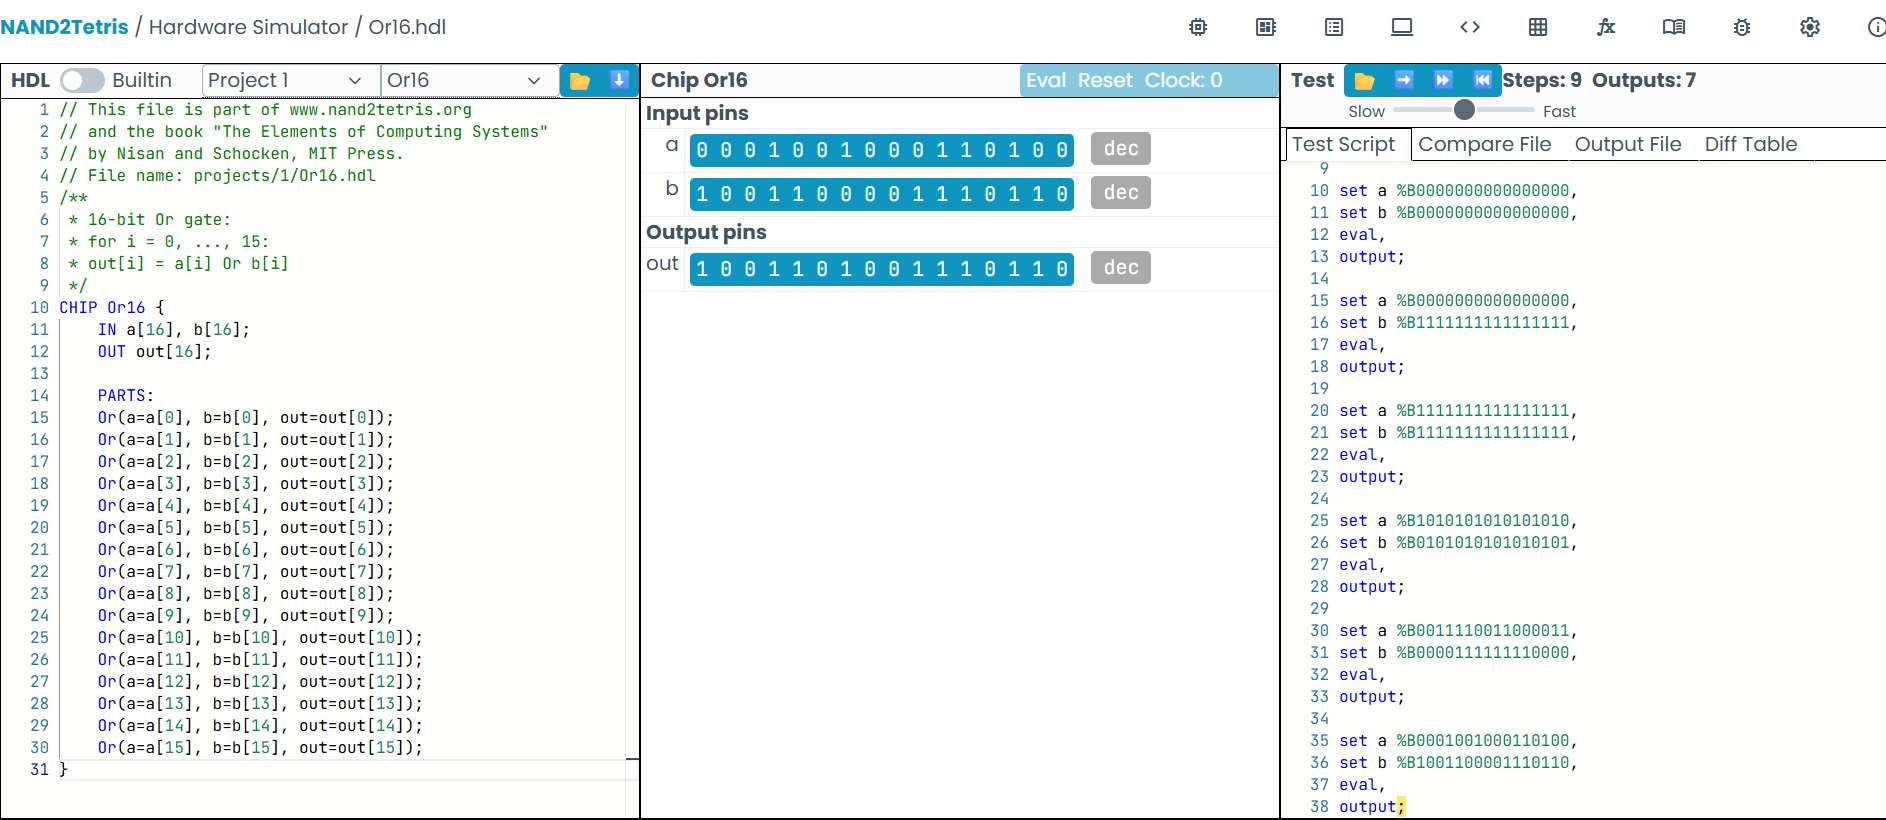 NAND2Tetris / Hardware Simulator / Or16.hdl
HDL Builtin Project 1 Or16
1 // This file is part of www.nand2tetris.org
2 // and the book "The Elements of Computing Systems"
3 // by Nisan and Schocken, MIT Press.
4 // File name: projects/1/Or16.hdl
5 /**
6 * 16-bit Or gate:
7 * for i = 0, ..., 15:
8 * out[i] = a[i] Or b[i]
9 */
10 CHIP Or16 {
11 IN a[16], b[16];
12 OUT out[16];
13
14 PARTS:
15 Or(a=a[0], b=b[0], out=out[0]);
16 Or(a=a[1], b=b[1], out=out[1]);
17 Or(a=a[2], b=b[2], out=out[2]);
18 Or(a=a[3], b=b[3], out=out[3]);
19 Or(a=a[4], b=b[4], out=out[4]);
20 Or(a=a[5], b=b[5], out=out[5]);
21 Or(a=a[6], b=b[6], out=out[6]);
22 Or(a=a[7], b=b[7], out=out[7]);
23 Or(a=a[8], b=b[8], out=out[8]);
24 Or(a=a[9], b=b[9], out=out[9]);
25 Or(a=a[10], b=b[10], out=out[10]);
26 Or(a=a[11], b=b[11], out=out[11]);
27 Or(a=a[12], b=b[12], out=out[12]);
28 Or(a=a[13], b=b[13], out=out[13]);
29 Or(a=a[14], b=b[14], out=out[14]);
30 Or(a=a[15], b=b[15], out=out[15]);
31 }
Chip Or16 Eval Reset Clock: 0
Input pins
a 0 0 0 1 0 0 1 0 0 0 1 1 0 1 0 0 dec
b 1 0 0 1 1 0 0 0 0 1 1 1 0 1 1 0 dec
Output pins
out 1 0 0 1 1 0 1 0 0 1 1 1 0 1 1 0 dec
Test Steps: 9 Outputs: 7
Slow Fast
Test Script Compare File Output File Diff Table
9
10 set a %B0000000000000000,
11 set b %B0000000000000000,
12 eval,
13 output;
14
15 set a %B0000000000000000,
16 set b %B1111111111111111,
17 eval,
18 output;
19
20 set a %B1111111111111111,
21 set b %B1111111111111111,
22 eval,
23 output;
24
25 set a %B1010101010101010,
26 set b %B0101010101010101,
27 eval,
28 output;
29
30 set a %B0011110011000011,
31 set b %B0000111111110000,
32 eval,
33 output;
34
35 set a %B0001001000110100,
36 set b %B1001100001110110,
37 eval,
38 output;